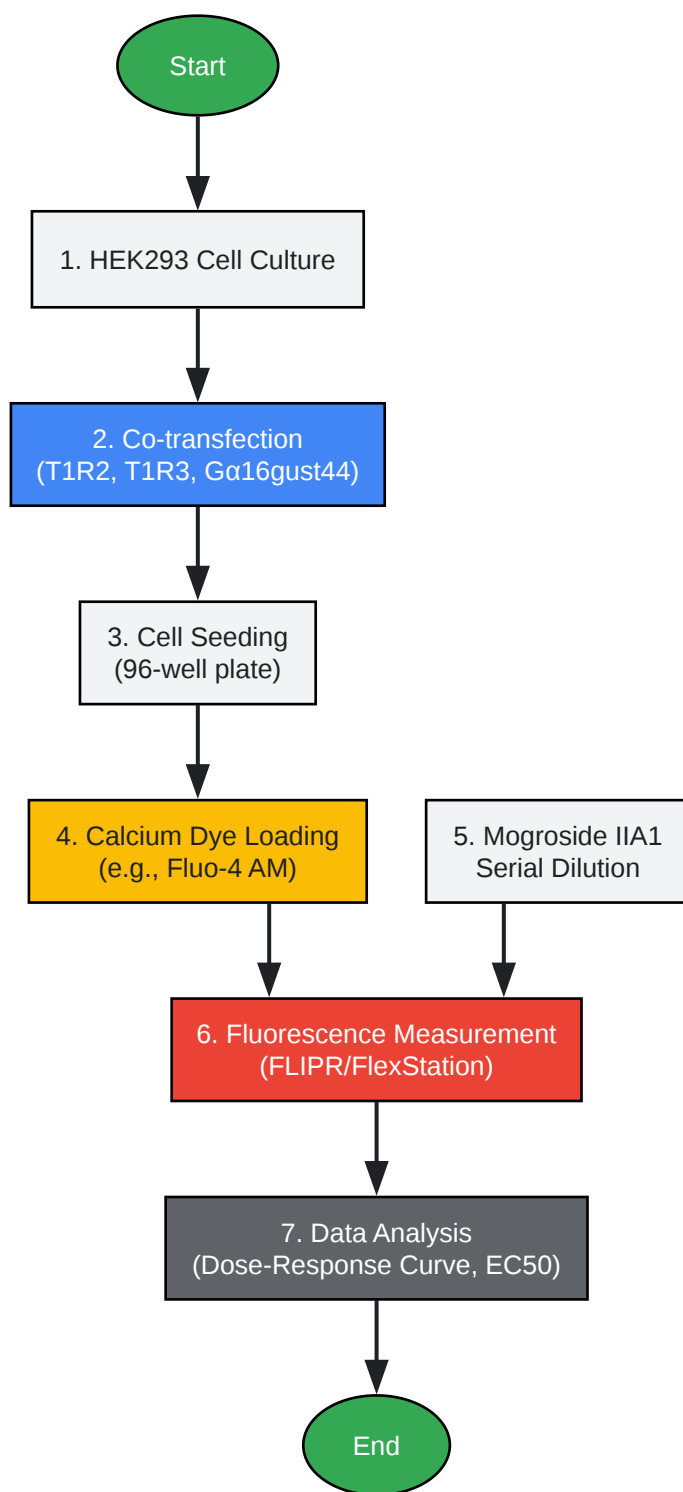 Start
1. HEK293 Cell Culture
2. Co-transfection
(T1R2, T1R3, Gα16gust44)
3. Cell Seeding
(96-well plate)
4. Calcium Dye Loading
(e.g., Fluo-4 AM)
5. Mogroside IIA1
Serial Dilution
6. Fluorescence Measurement
(FLIPR/FlexStation)
7. Data Analysis
(Dose-Response Curve, EC50)
End